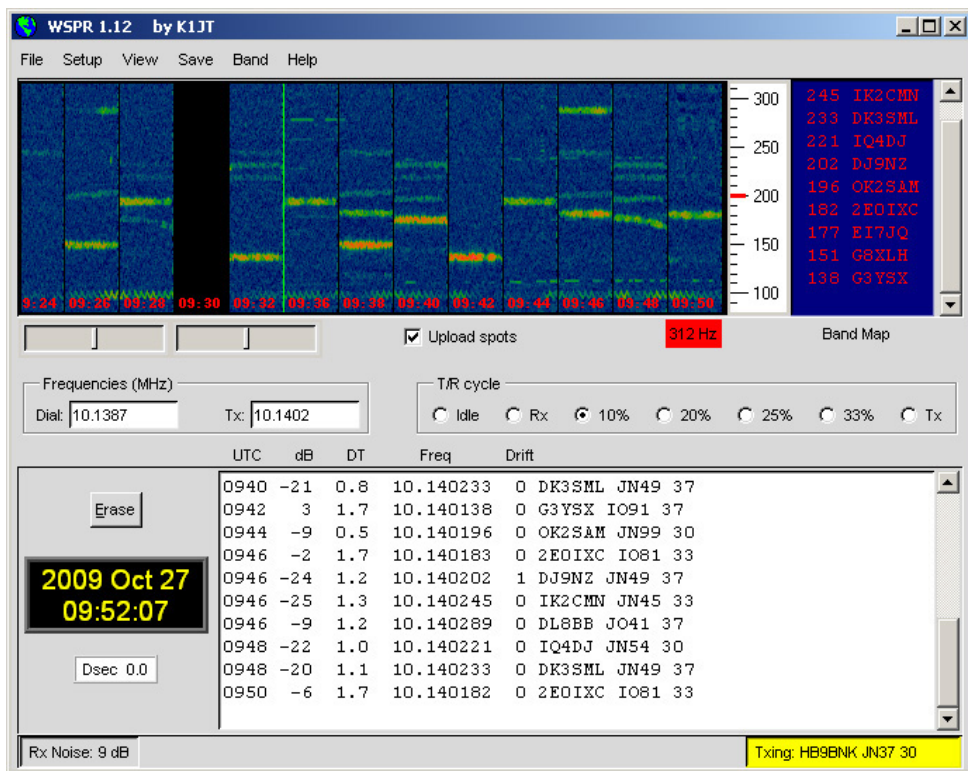 WSPR 1.12 by K1JT
File Setup View Save Band Help
300
250
200
150
100
245 IK2CMN
233 DK3SML
221 IQ4DJ
202 DJ9NZ
196 OK2SAM
182 2E0IXC
177 EI7JQ
151 G8XLH
138 G3YSX
9:24 09:26 09:28 09:30 09:32 09:36 09:38 09:40 09:42 09:44 09:46 09:48 09:50
Upload spots
312 Hz
Band Map
Frequencies (MHz)
Dial: 10.1387 Tx: 10.1402
T/R cycle
Idle Rx 10% 20% 25% 33% Tx
UTC dB DT Freq Drift
Erase
2009 Oct 27
09:52:07
Dsec 0.0
0940 -21 0.8 10.140233 0 DK3SML JN49 37
0942 3 1.7 10.140138 0 G3YSX IO91 37
0944 -9 0.5 10.140196 0 OK2SAM JN99 30
0946 -2 1.7 10.140183 0 2E0IXC IO81 33
0946 -24 1.2 10.140202 1 DJ9NZ JN49 37
0946 -25 1.3 10.140245 0 IK2CMN JN45 33
0946 -9 1.2 10.140289 0 DL8BB JO41 37
0948 -22 1.0 10.140221 0 IQ4DJ JN54 30
0948 -20 1.1 10.140233 0 DK3SML JN49 37
0950 -6 1.7 10.140182 0 2E0IXC IO81 33
Rx Noise: 9 dB
Txing: HB9BNK JN37 30